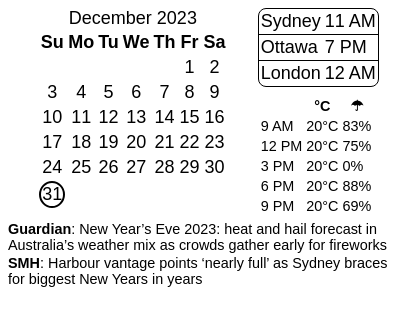 December 2023
Su Mo Tu We Th Fr Sa
1 2
3 4 5 6 7 8 9
10 11 12 13 14 15 16
17 18 19 20 21 22 23
24 25 26 27 28 29 30
31
Sydney 11 AM
Ottawa 7 PM
London 12 AM
°C ☂
9 AM 20°C 83%
12 PM 20°C 75%
3 PM 20°C 0%
6 PM 20°C 88%
9 PM 20°C 69%
Guardian: New Year’s Eve 2023: heat and hail forecast in
Australia’s weather mix as crowds gather early for fireworks
SMH: Harbour vantage points ‘nearly full’ as Sydney braces
for biggest New Years in years